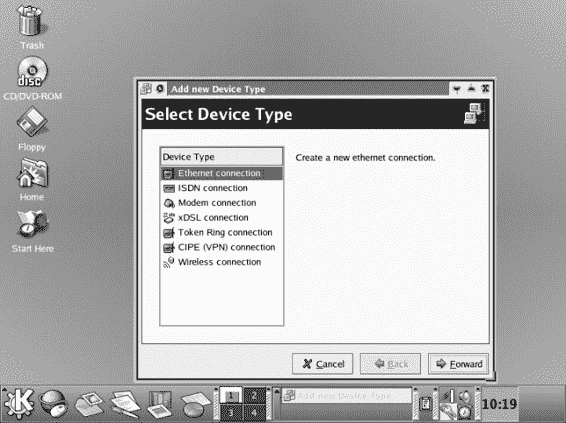 Trash
disc
CD/DVD-ROM
Floppy
Home
Start Here
Add new Device Type
Select Device Type
Device Type
Ethernet connection
ISDN connection
Modem connection
xDSL connection
Token Ring connection
CIPE (VPN) connection
Wireless connection
Create a new ethernet connection.
Cancel
Back
Forward
K
1
2
3
4
Add new Device Type
10:19